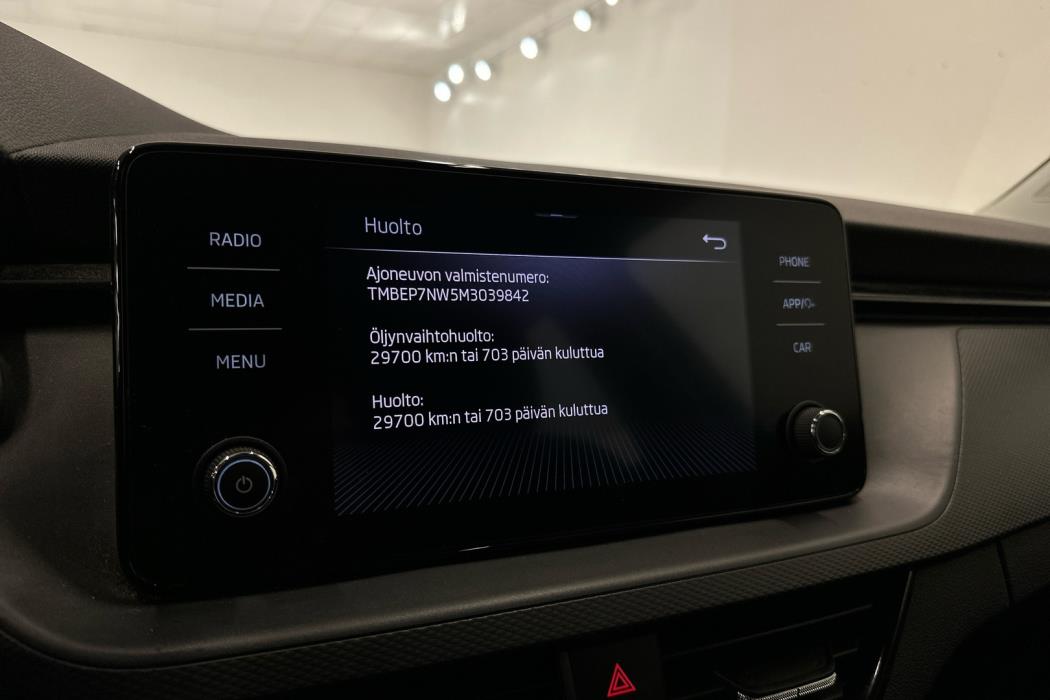 RADIO
MEDIA
MENU
Huolto
Ajoneuvon valmistenumero:
TMBEP7NW5M3039842
Öljynvaihtohuolto:
29700 km:n tai 703 päivän kuluttua
Huolto:
29700 km:n tai 703 päivän kuluttua
PHONE
APP/
CAR